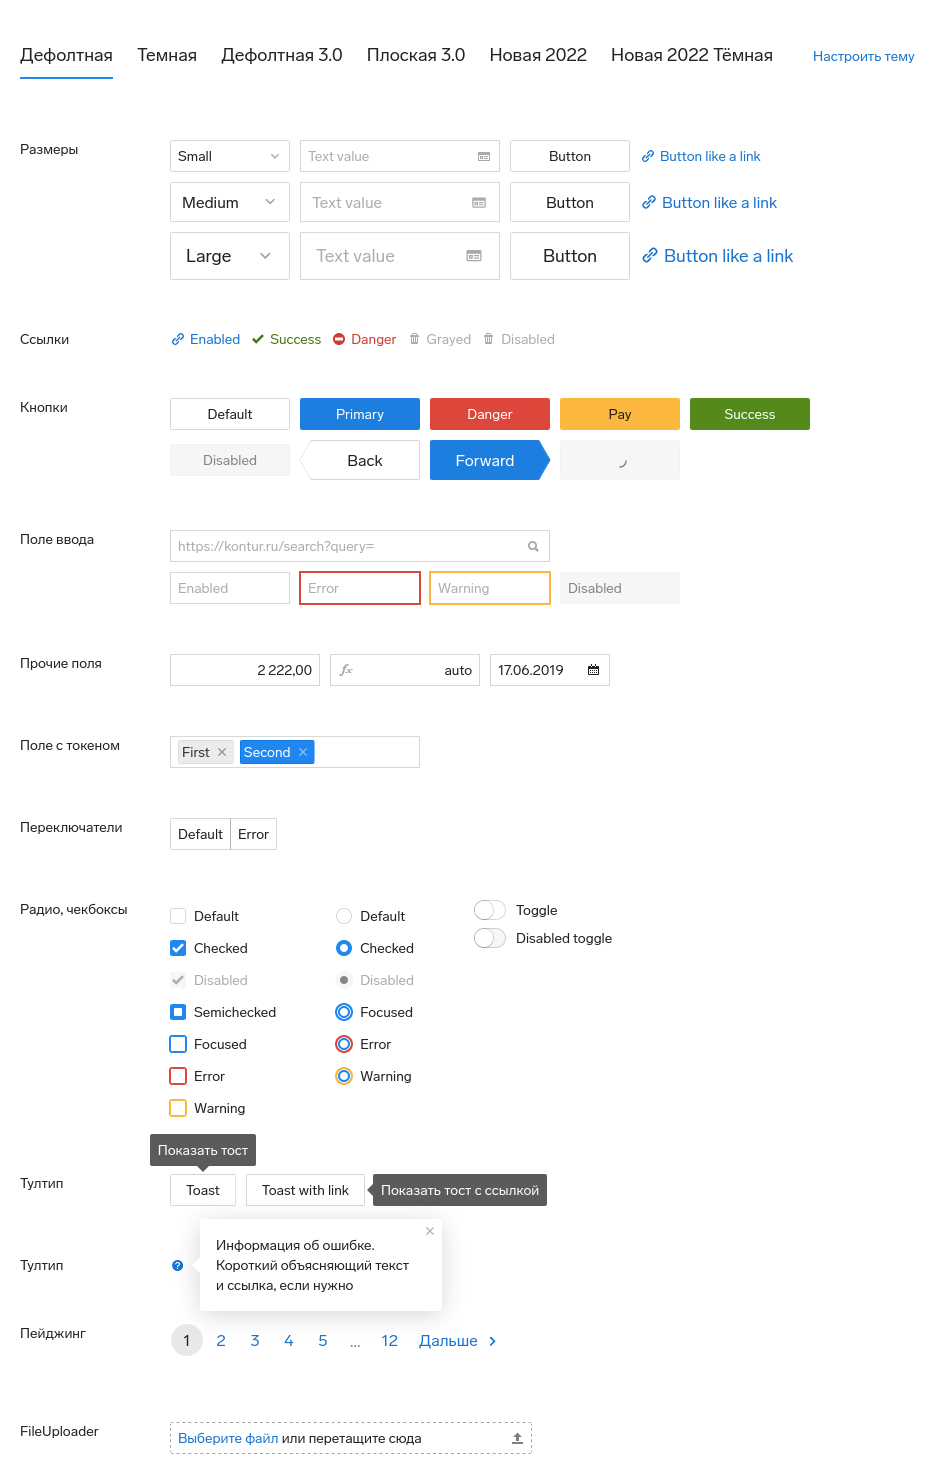 Дефолтная Темная Дефолтная 3.0 Плоская 3.0 Новая 2022 Новая 2022 Тёмная Настроить тему
Размеры Small Text value Button Button like a link
Medium Text value Button Button like a link
Large Text value Button Button like a link
Ссылки Enabled Success Danger Grayed Disabled
Кнопки Default Primary Danger Pay Success
Disabled Back Forward
Поле ввода https://kontur.ru/search?query=
Enabled Error Warning Disabled
Прочие поля 2 222,00 fx auto 17.06.2019
Поле с токеном First Second
Переключатели Default Error
Радио, чекбоксы Default Default Toggle
Checked Checked Disabled toggle
Disabled Disabled
Semichecked Focused
Focused Error
Error Warning
Warning
Показать тост
Тултип Toast Toast with link Показать тост с ссылкой
Тултип ? Информация об ошибке.
Короткий объясняющий текст
и ссылка, если нужно
Пейджинг 1 2 3 4 5 ... 12 Дальше
FileUploader Выберите файл или перетащите сюда